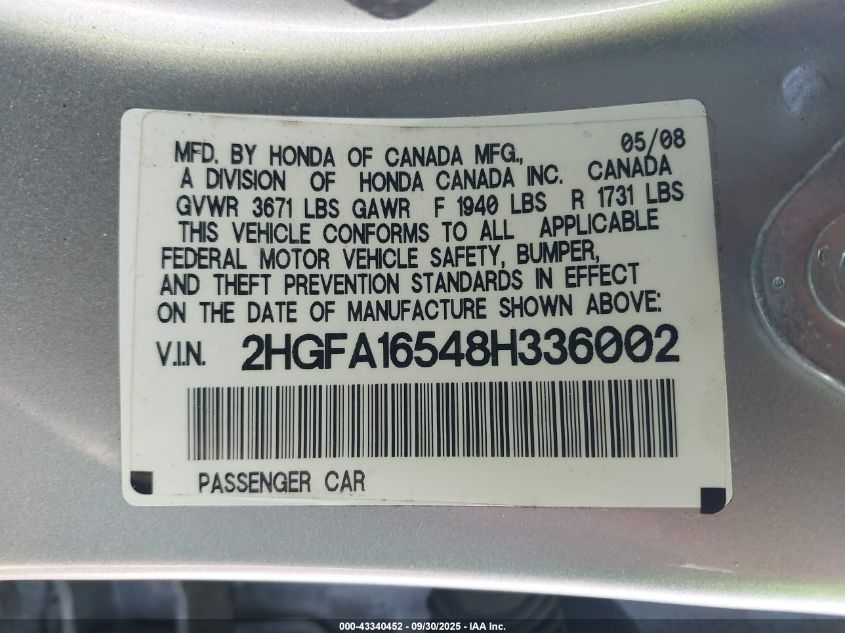 MFD. BY HONDA OF CANADA MFG., 05/08
A DIVISION OF HONDA CANADA INC. CANADA
GVWR 3671 LBS GAWR F 1940 LBS R 1731 LBS
THIS VEHICLE CONFORMS TO ALL APPLICABLE
FEDERAL MOTOR VEHICLE SAFETY, BUMPER,
AND THEFT PREVENTION STANDARDS IN EFFECT
ON THE DATE OF MANUFACTURE SHOWN ABOVE:
V.I.N. 2HGFA16548H336002
PASSENGER CAR
000-43340452 - 09/30/2025 - IAA Inc.